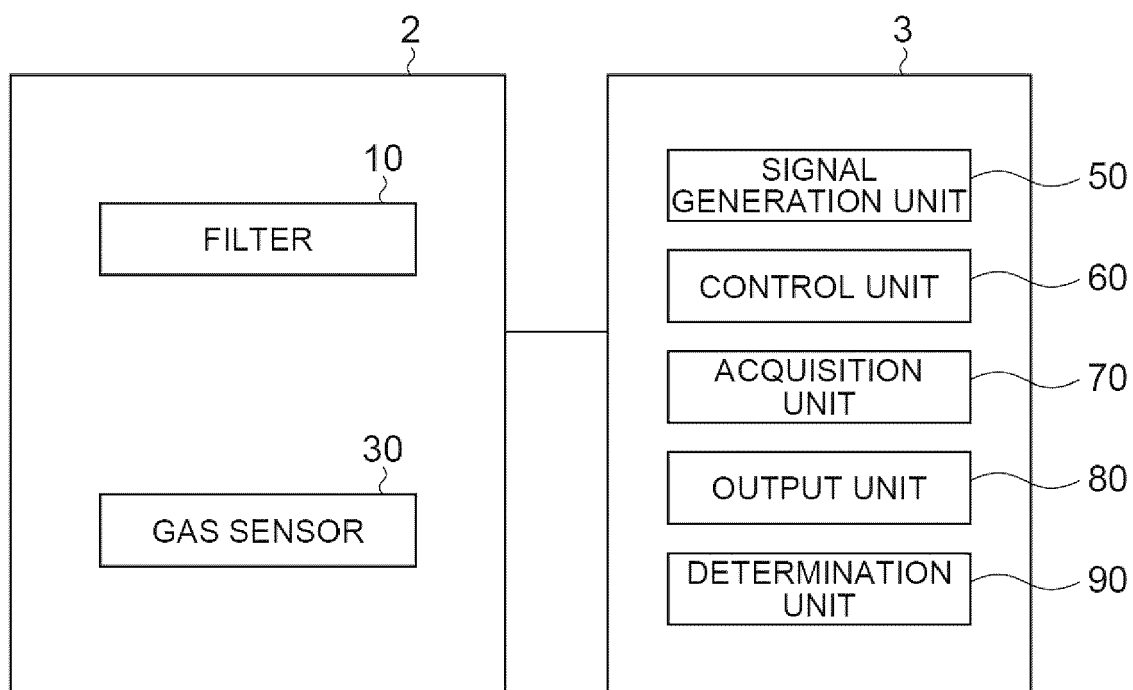 2
3
10
FILTER
30
GAS SENSOR
SIGNAL
GENERATION UNIT
50
CONTROL UNIT
60
ACQUISITION
UNIT
70
OUTPUT UNIT
80
DETERMINATION
UNIT
90